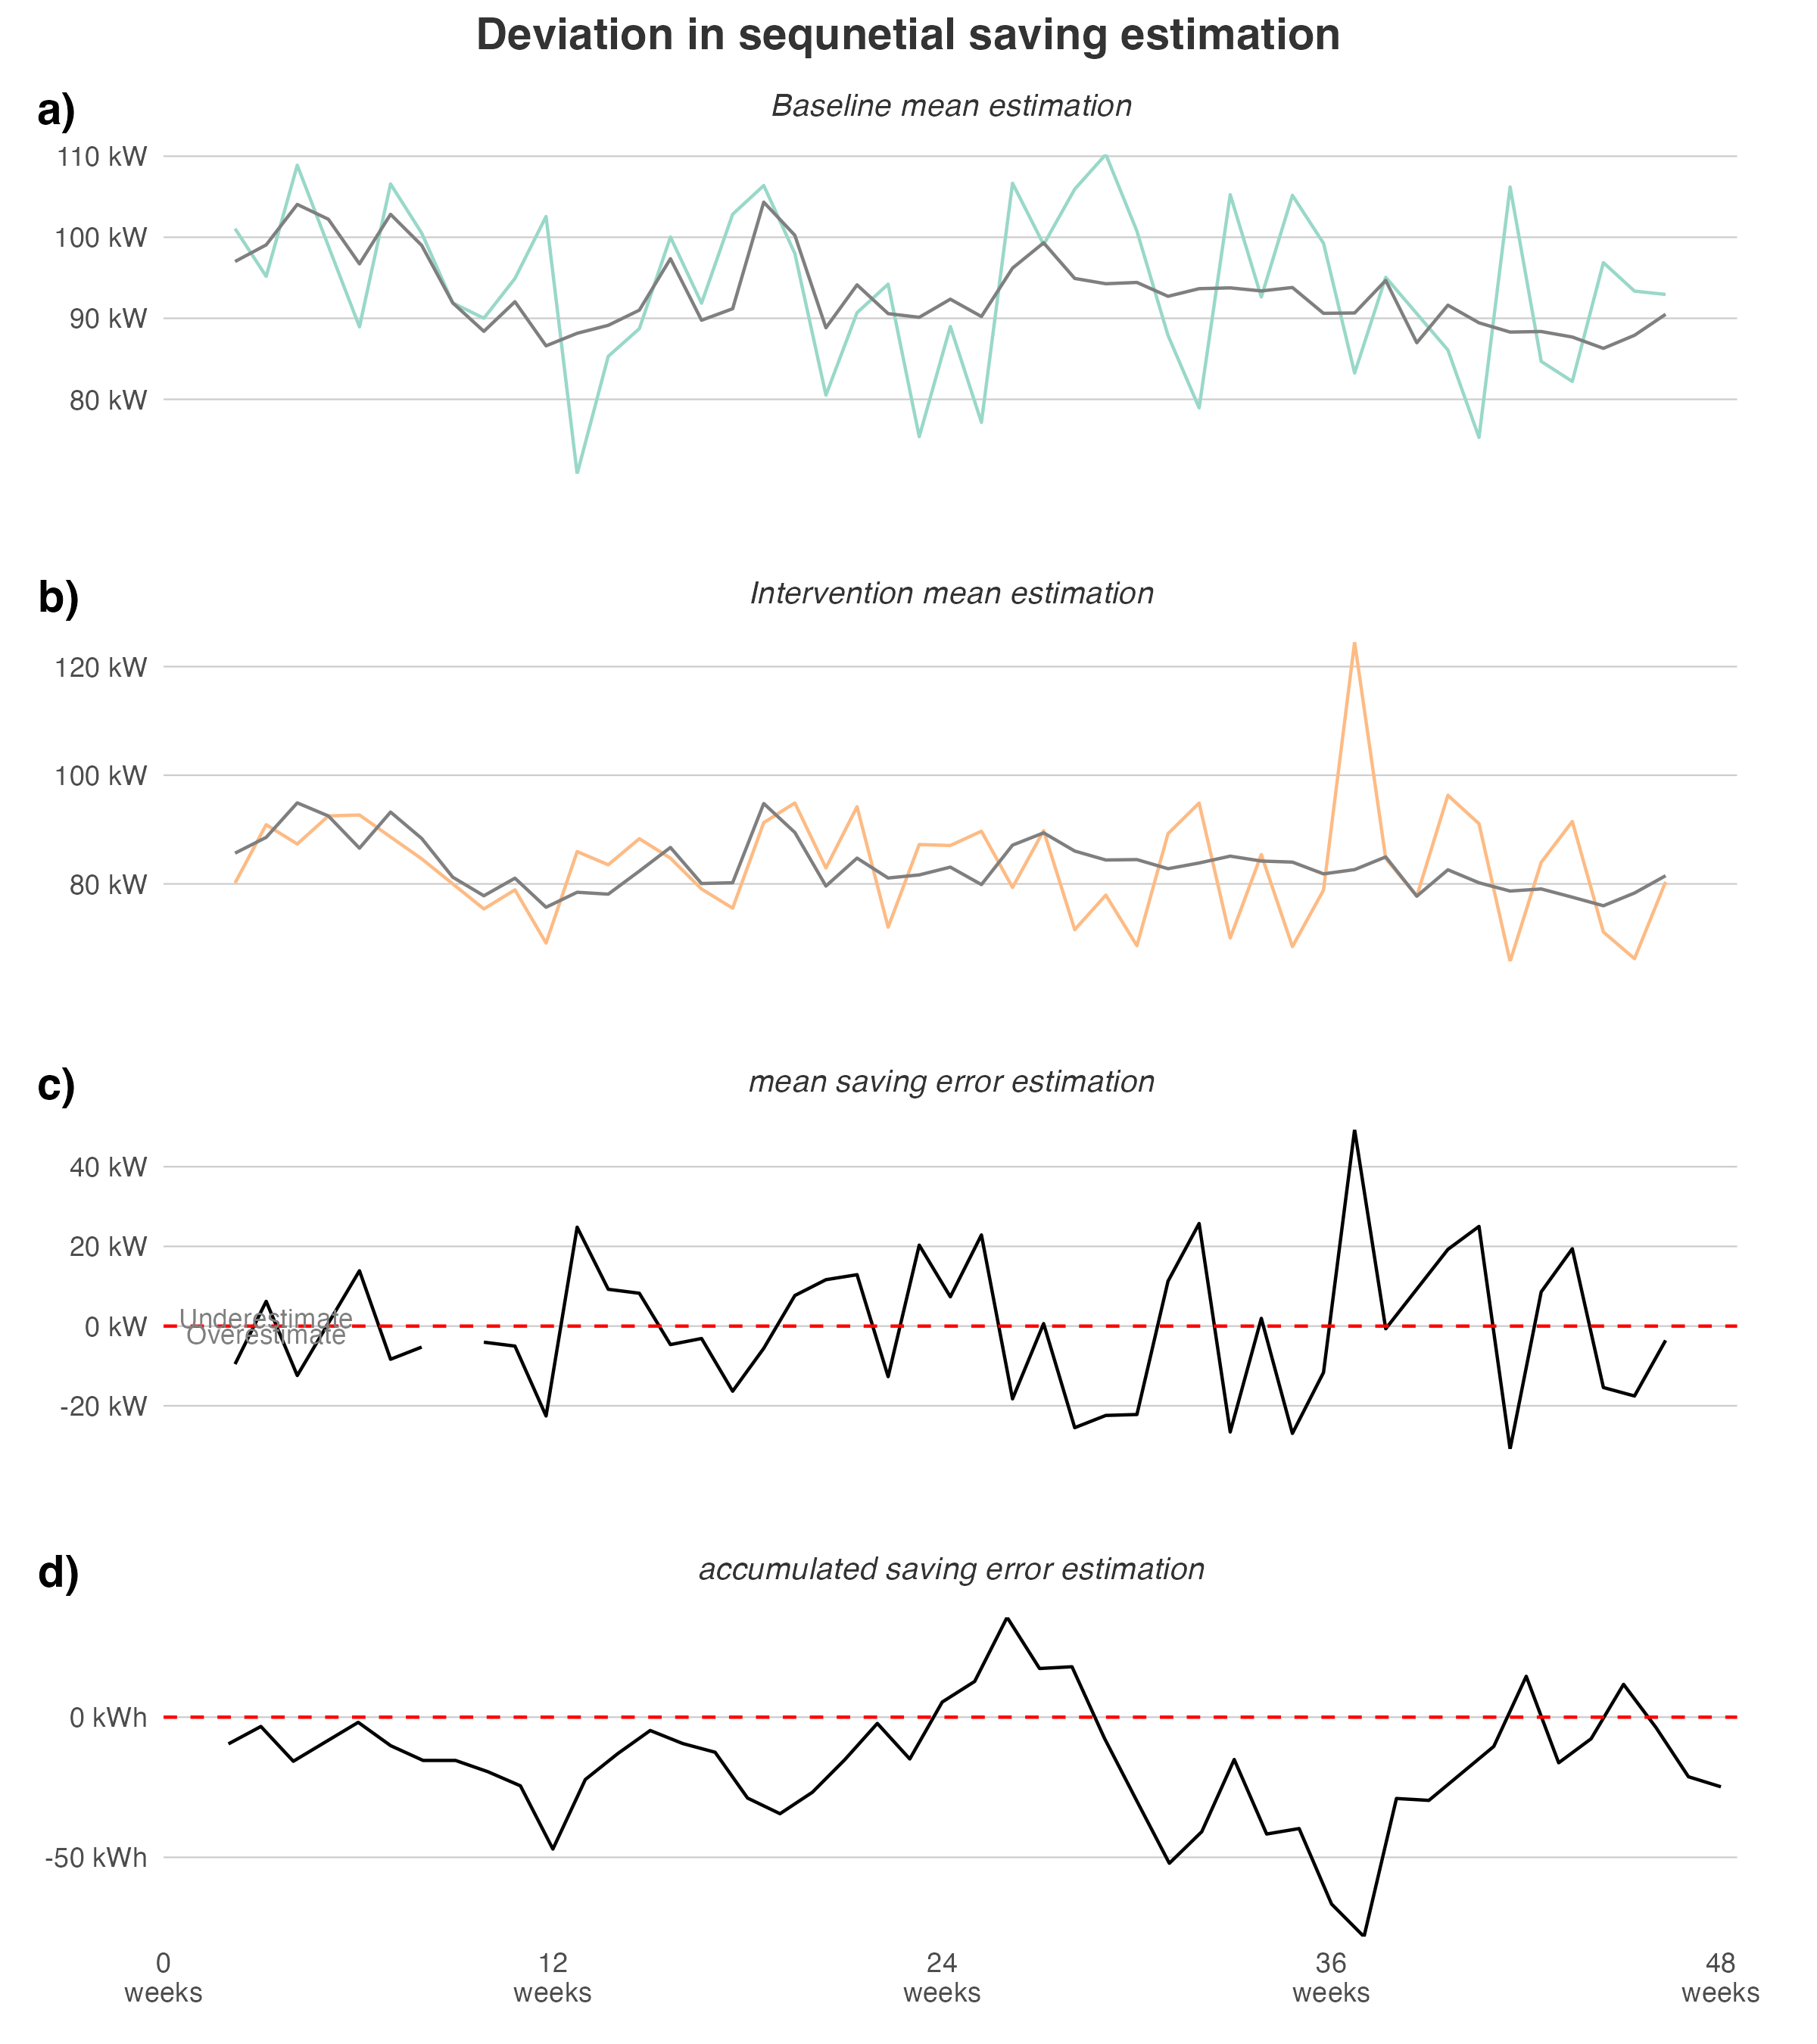 Deviation in sequnetial saving estimation
a)
Baseline mean estimation
110 kW
100 kW
90 kW
80 kW
b)
Intervention mean estimation
120 kW
100 kW
80 kW
c)
mean saving error estimation
40 kW
20 kW
0 kW
-20 kW
Underestimate
Overestimate
d)
accumulated saving error estimation
0 kWh
-50 kWh
0
weeks
12
weeks
24
weeks
36
weeks
48
weeks